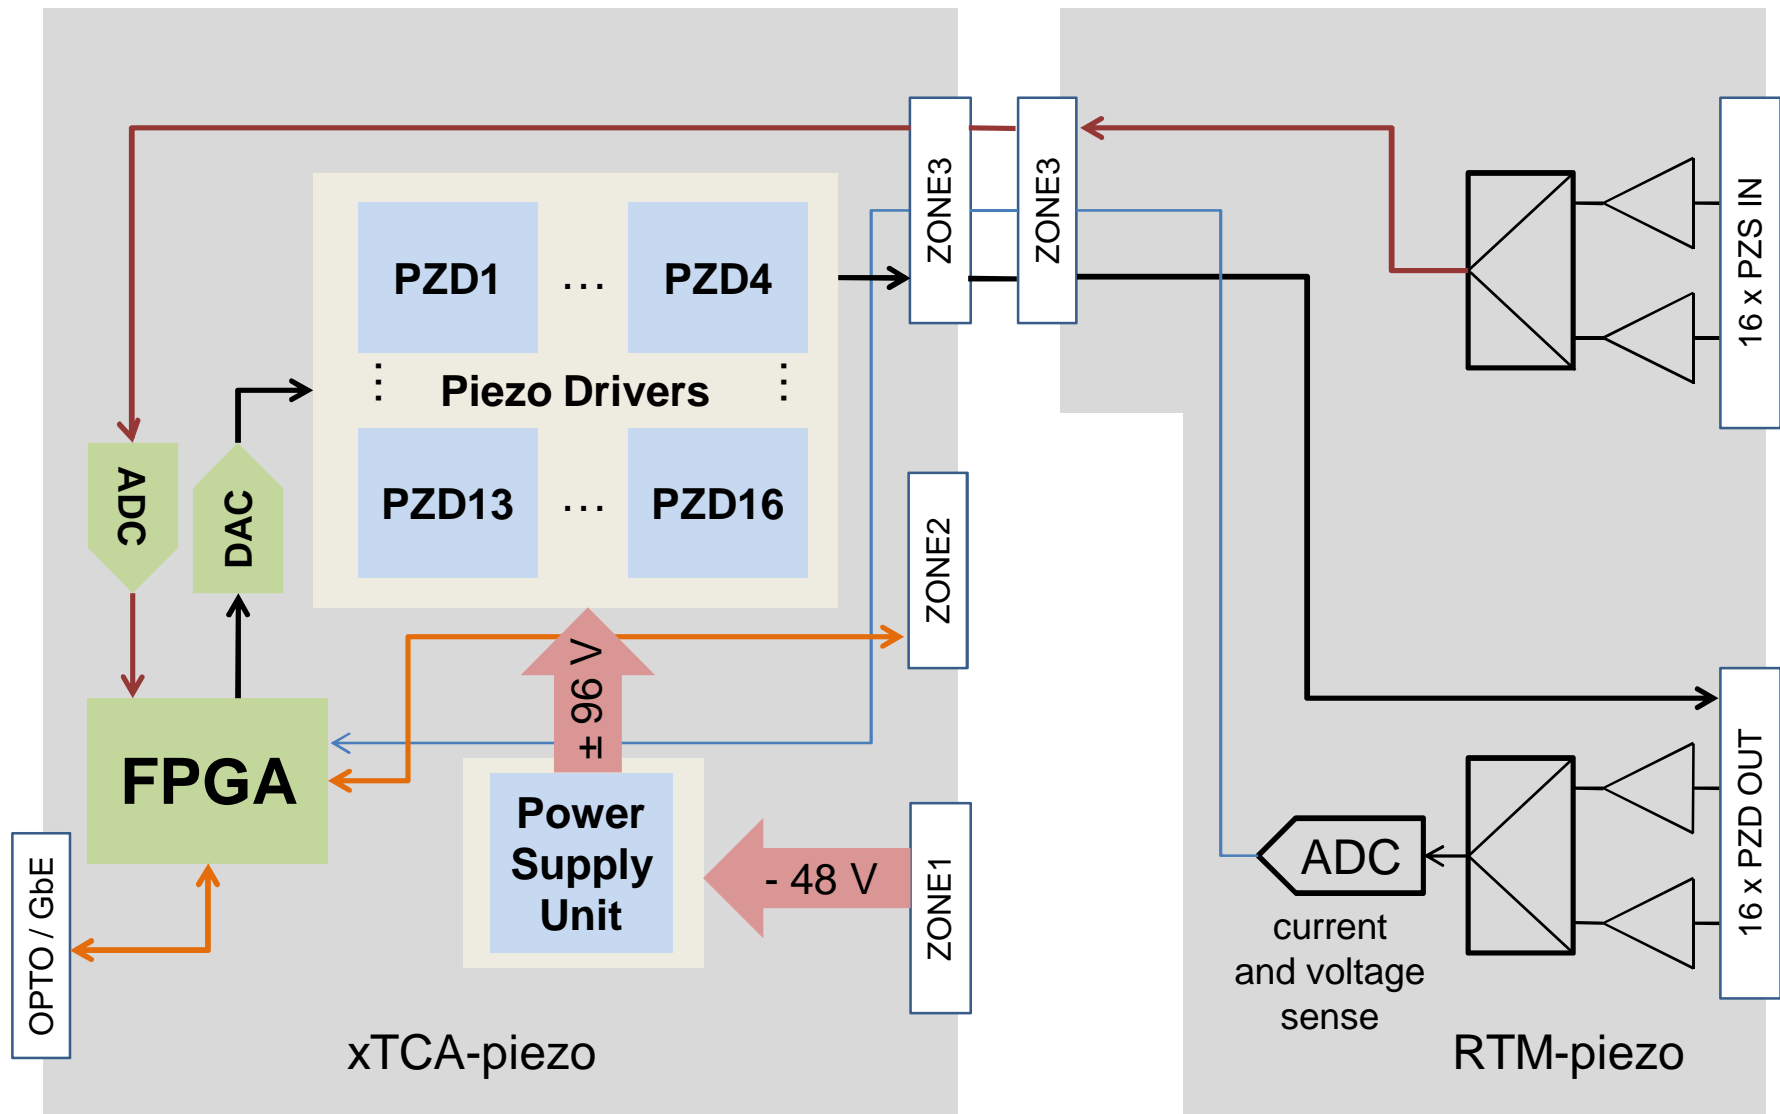 ZONE3
ZONE3
16 x PZS IN
PZD1
...
PZD4
...
Piezo Drivers
...
PZD13
...
PZD16
ADC
DAC
ZONE2
± 96 V
FPGA
Power
Supply
Unit
- 48 V
ZONE1
OPTO / GbE
ADC
current
and voltage
sense
16 x PZD OUT
xTCA-piezo
RTM-piezo